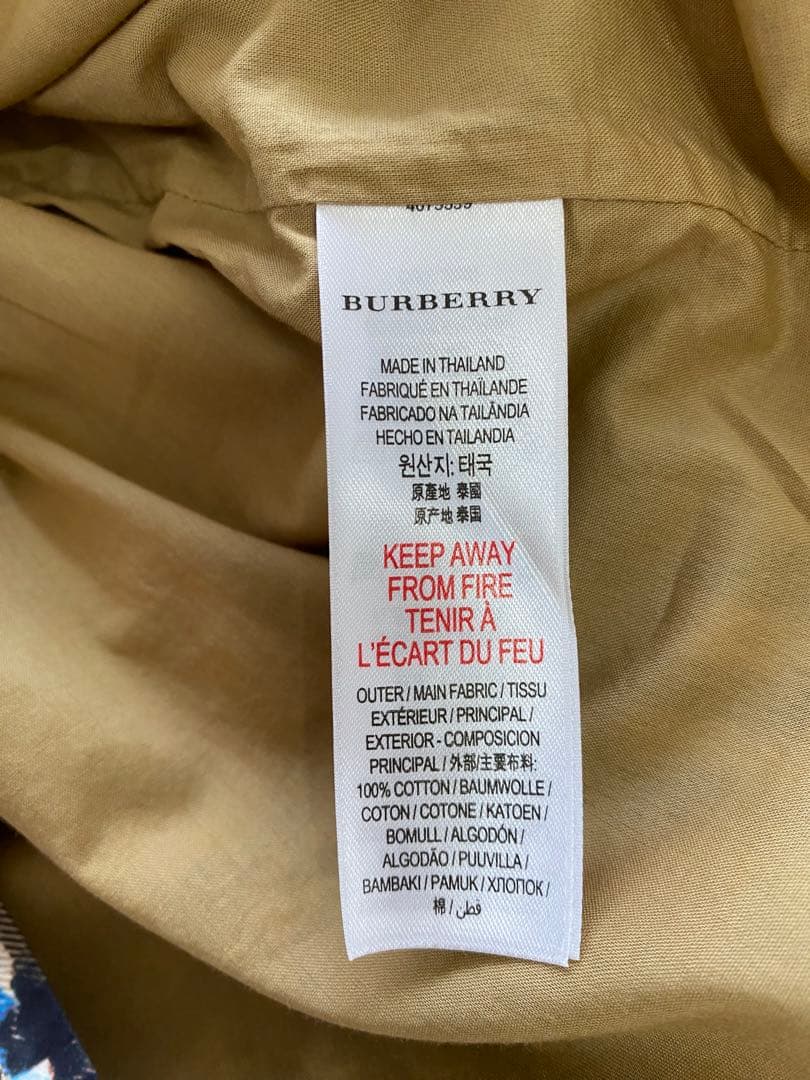 4073559
BURBERRY
MADE IN THAILAND
FABRIQUÉ EN THAÏLANDE
FABRICADO NA TAILÂNDIA
HECHO EN TAILANDIA
원산지: 태국
原產地 泰國
原产地 泰国
KEEP AWAY
FROM FIRE
TENIR À
L'ÉCART DU FEU
OUTER / MAIN FABRIC / TISSU
EXTÉRIEUR / PRINCIPAL /
EXTERIOR - COMPOSICION
PRINCIPAL / 外部/主要布料:
100% COTTON / BAUMWOLLE /
COTON / COTONE / KATOEN /
BOMULL / ALGODÓN /
ALGODÃO / PUUVILLA /
BAMBAKI / PAMUK / ХЛОПОК /
棉 / قطن